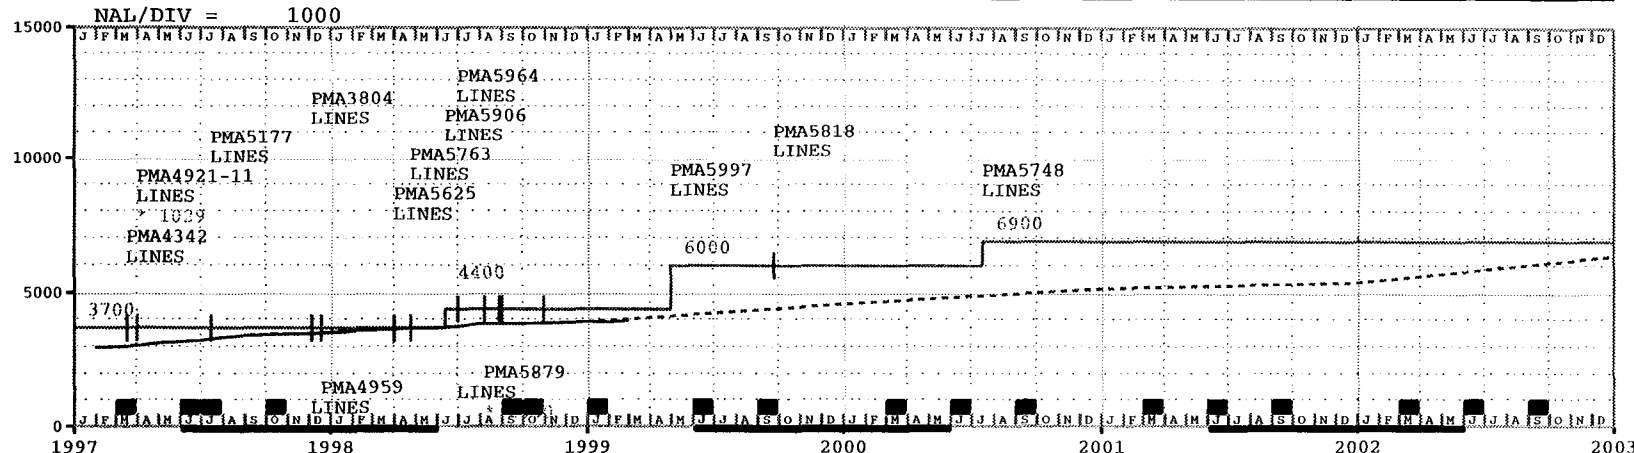 NAL/DIV = 1000
15000
J F M A M J J A S O N D J F M A M J J A S O N D J F M A M J J A S O N D J F M A M J J A S O N D J F M A M J J A S O N D J F M A M J J A S O N D
PMA5964
LINES
PMA3804
LINES
PMA5906
LINES
PMA5818
LINES
PMA5177
LINES
PMA5763
LINES
10000
PMA5997
LINES
PMA5748
LINES
PMA4921-11
LINES
PMA5625
LINES
* 1029
PMA4342
LINES
6900
6000
4400
5000
3700
PMA5879
LINES
PMA4959
LINES
J F M A M J J A S O N D J F M A M J J A S O N D J F M A M J J A S O N D J F M A M J J A S O N D J F M A M J J A S O N D J F M A M J J A S O N D
0
1997 1998 1999 2000 2001 2002 2003